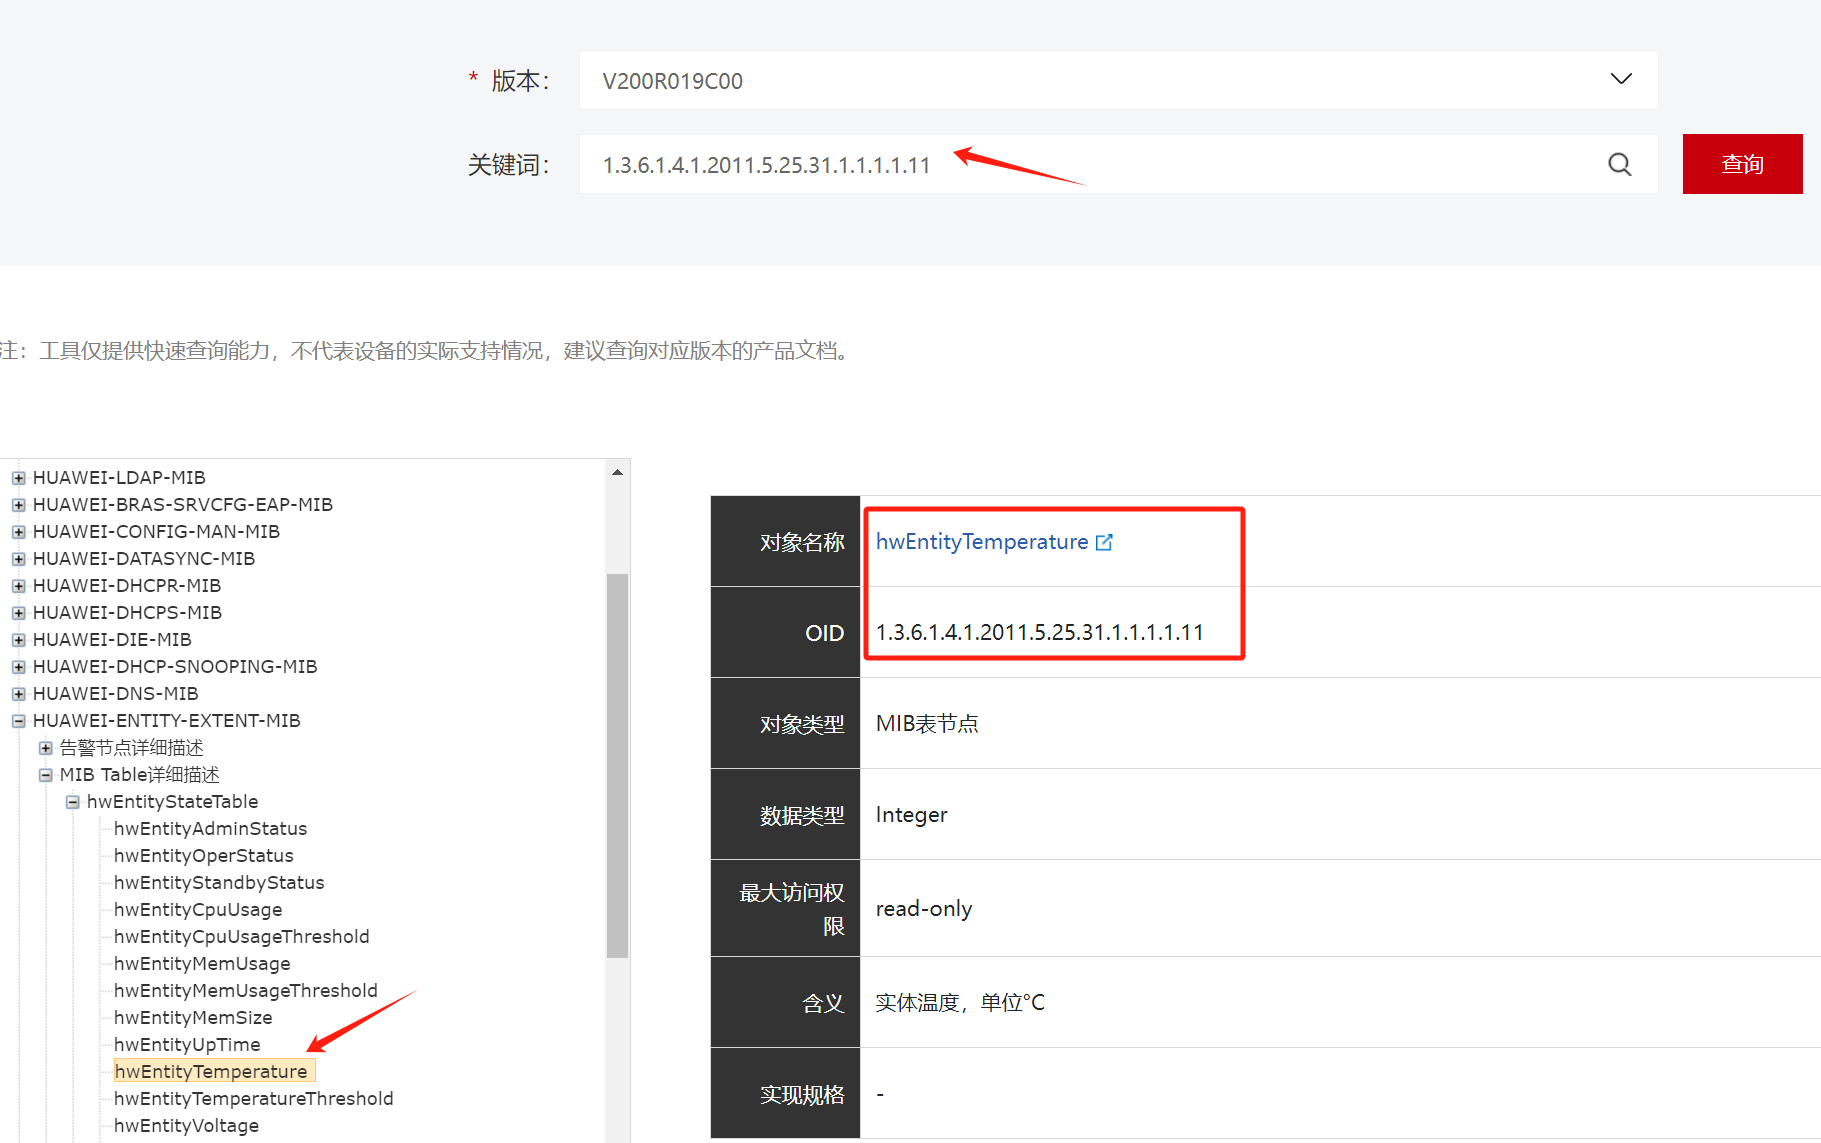 * 版本：
V200R019C00
关键词：
1.3.6.1.4.1.2011.5.25.31.1.1.1.1.11
查询
注：工具仅提供快速查询能力，不代表设备的实际支持情况，建议查询对应版本的产品文档。
HUAWEI-LDAP-MIB
HUAWEI-BRAS-SRVCFG-EAP-MIB
HUAWEI-CONFIG-MAN-MIB
HUAWEI-DATASYNC-MIB
HUAWEI-DHCPR-MIB
HUAWEI-DHCPS-MIB
HUAWEI-DIE-MIB
HUAWEI-DHCP-SNOOPING-MIB
HUAWEI-DNS-MIB
HUAWEI-ENTITY-EXTENT-MIB
告警节点详细描述
MIB Table详细描述
hwEntityStateTable
hwEntityAdminStatus
hwEntityOperStatus
hwEntityStandbyStatus
hwEntityCpuUsage
hwEntityCpuUsageThreshold
hwEntityMemUsage
hwEntityMemUsageThreshold
hwEntityMemSize
hwEntityUpTime
hwEntityTemperature
hwEntityTemperatureThreshold
hwEntityVoltage
对象名称
hwEntityTemperature
OID
1.3.6.1.4.1.2011.5.25.31.1.1.1.1.11
对象类型
MIB表节点
数据类型
Integer
最大访问权
限
read-only
含义
实体温度，单位°C
实现规格
-